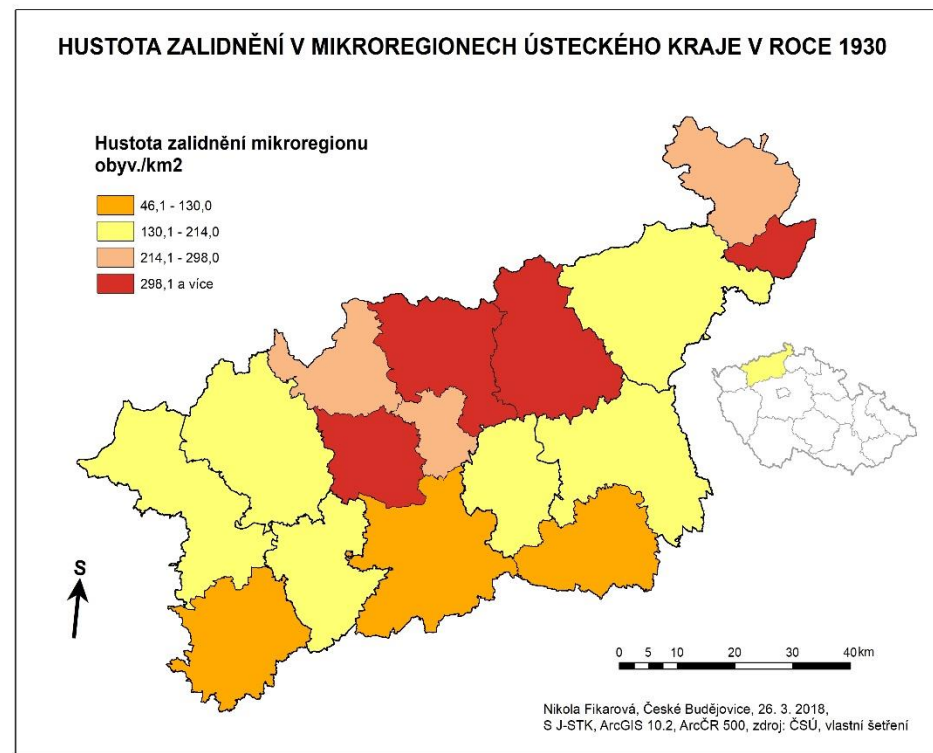 HUSTOTA ZALIDNĚNÍ V MIKROREGIONECH ÚSTECKÉHO KRAJE V ROCE 1930
Hustota zalidnění mikroregionu
obyv./km2
46,1 - 130,0
130,1 - 214,0
214,1 - 298,0
298,1 a více
S
0 5 10 20 30 40 km
Nikola Fikarová, České Budějovice, 26. 3. 2018,
S J-STK, ArcGIS 10.2, ArcČR 500, zdroj: ČSÚ, vlastní šetření